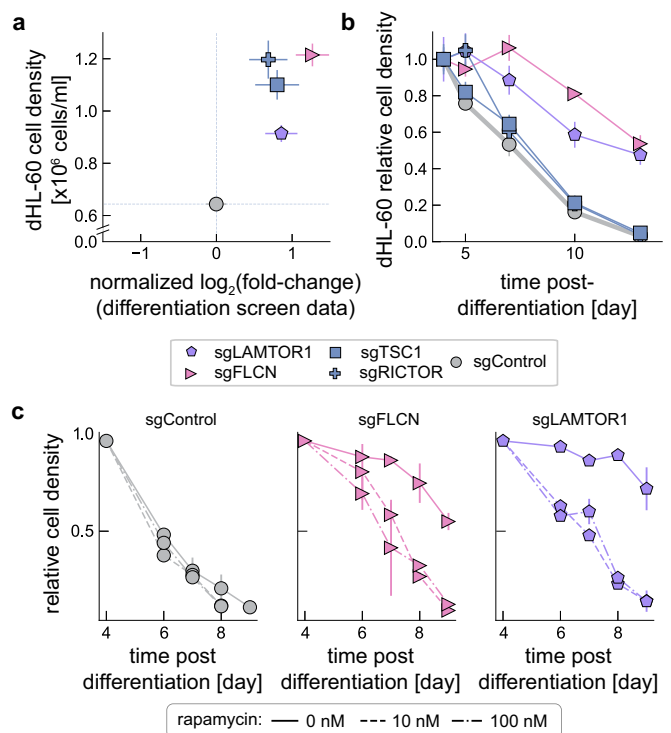 a
dHL-60 cell density
[x10⁶ cells/ml]
1.2
1.0
0.8
0.6
0.0
−1
0
1
normalized log₂(fold-change)
(differentiation screen data)
b
dHL-60 relative cell density
1.0
0.8
0.6
0.4
0.2
0.0
5
10
time post-
differentiation [day]
sgLAMTOR1
sgTSC1
sgControl
sgFLCN
sgRICTOR
c
sgControl
sgFLCN
sgLAMTOR1
relative cell density
1.0
0.5
4
6
8
4
6
8
4
6
8
time post
differentiation [day]
time post
differentiation [day]
time post
differentiation [day]
rapamycin: 0 nM 10 nM 100 nM